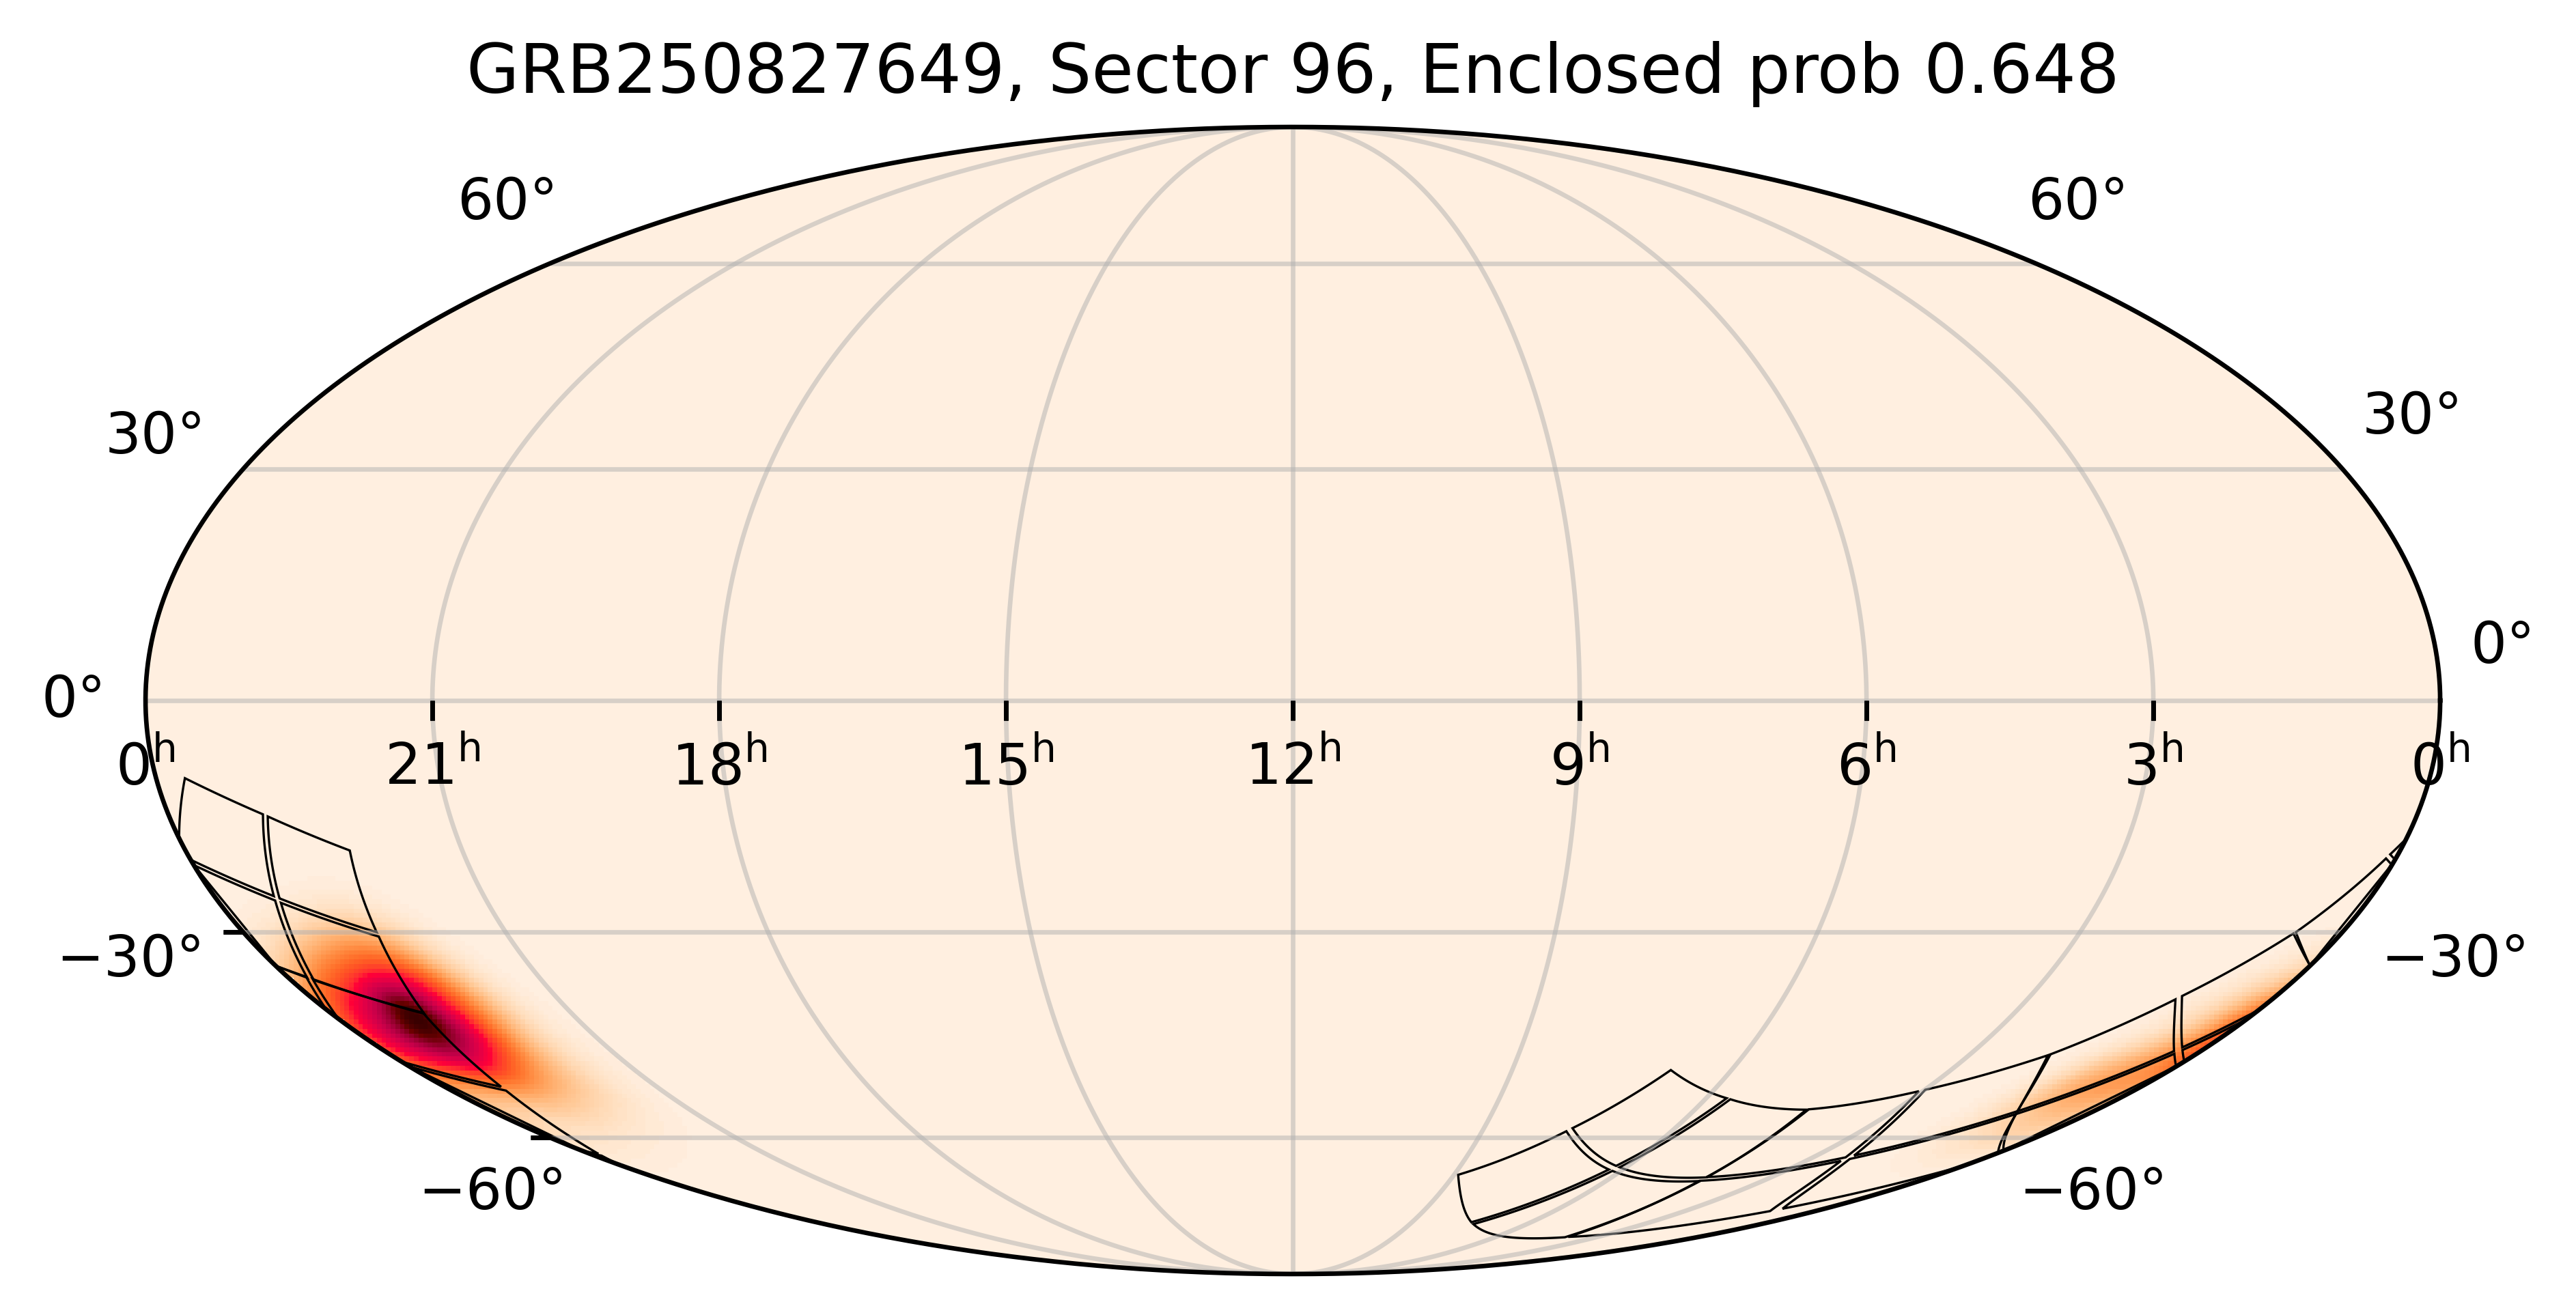 GRB250827649, Sector 96, Enclosed prob 0.648
60° 60°
30° 30°
0° 0°
0ʰ 21ʰ 18ʰ 15ʰ 12ʰ 9ʰ 6ʰ 3ʰ 0ʰ
−30° −30°
−60° −60°